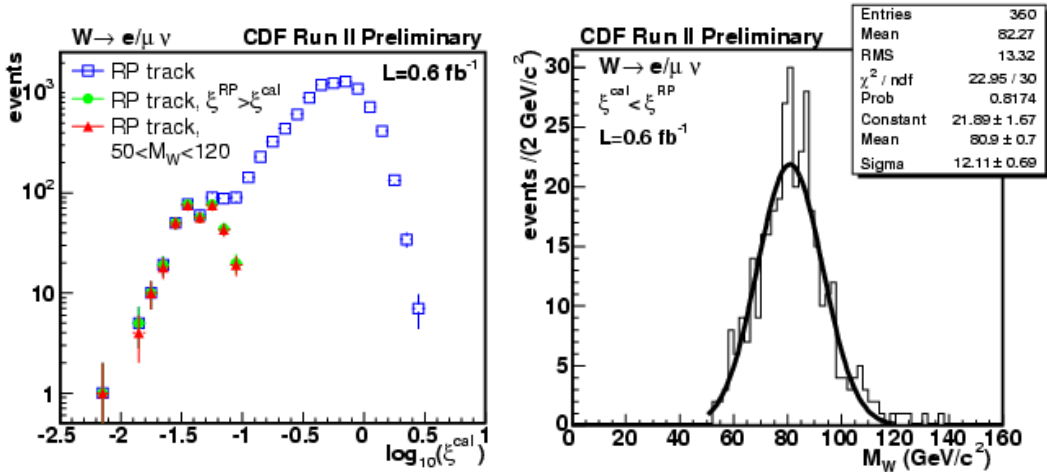 W→ e/μ ν CDF Run II Preliminary
L=0.6 fb⁻¹
RP track
RP track, ξ^RP>ξ^cal
RP track,
50<M_W<120
events
10³
10²
10
1
-2.5 -2 -1.5 -1 -0.5 0 0.5 1
log₁₀(ξ^cal)
CDF Run II Preliminary
W→ e/μ ν
ξ^cal<ξ^RP
L=0.6 fb⁻¹
Entries 360
Mean 82.27
RMS 13.32
χ² / ndf 22.95 / 30
Prob 0.8174
Constant 21.89 ± 1.67
Mean 80.9 ± 0.7
Sigma 12.11 ± 0.69
events /(2 GeV/c²)
30
25
20
15
10
5
0
0 20 40 60 80 100 120 140 160
M_W (GeV/c²)